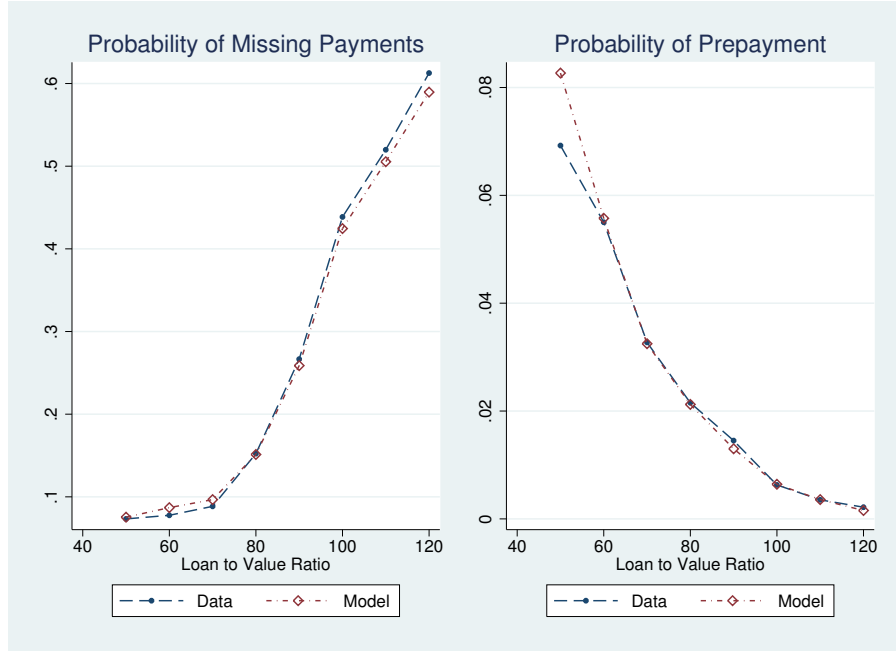 Probability of Missing Payments
.6
.5
.4
.3
.2
.1
40 60 80 100 120
Loan to Value Ratio
Data Model
Probability of Prepayment
.08
.06
.04
.02
0
40 60 80 100 120
Loan to Value Ratio
Data Model